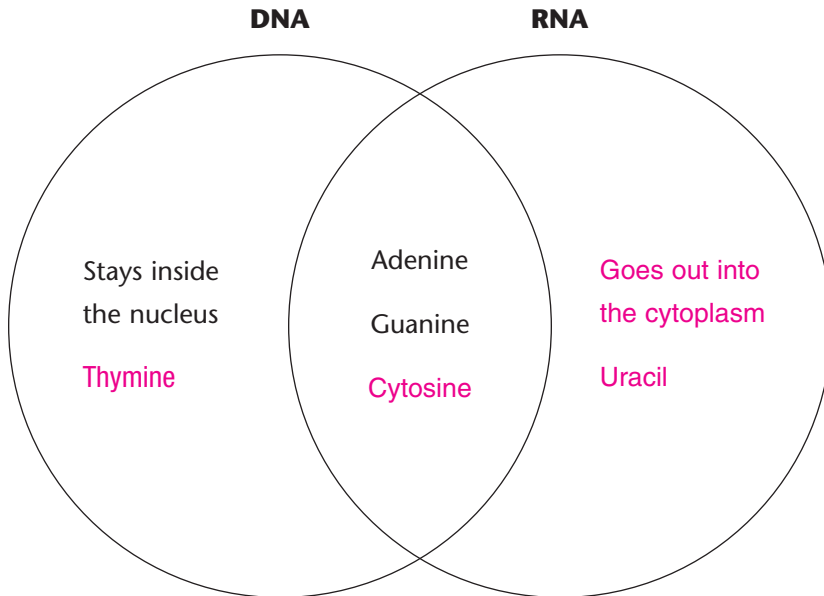 DNA
RNA
Stays inside
the nucleus
Thymine
Adenine
Guanine
Cytosine
Goes out into
the cytoplasm
Uracil